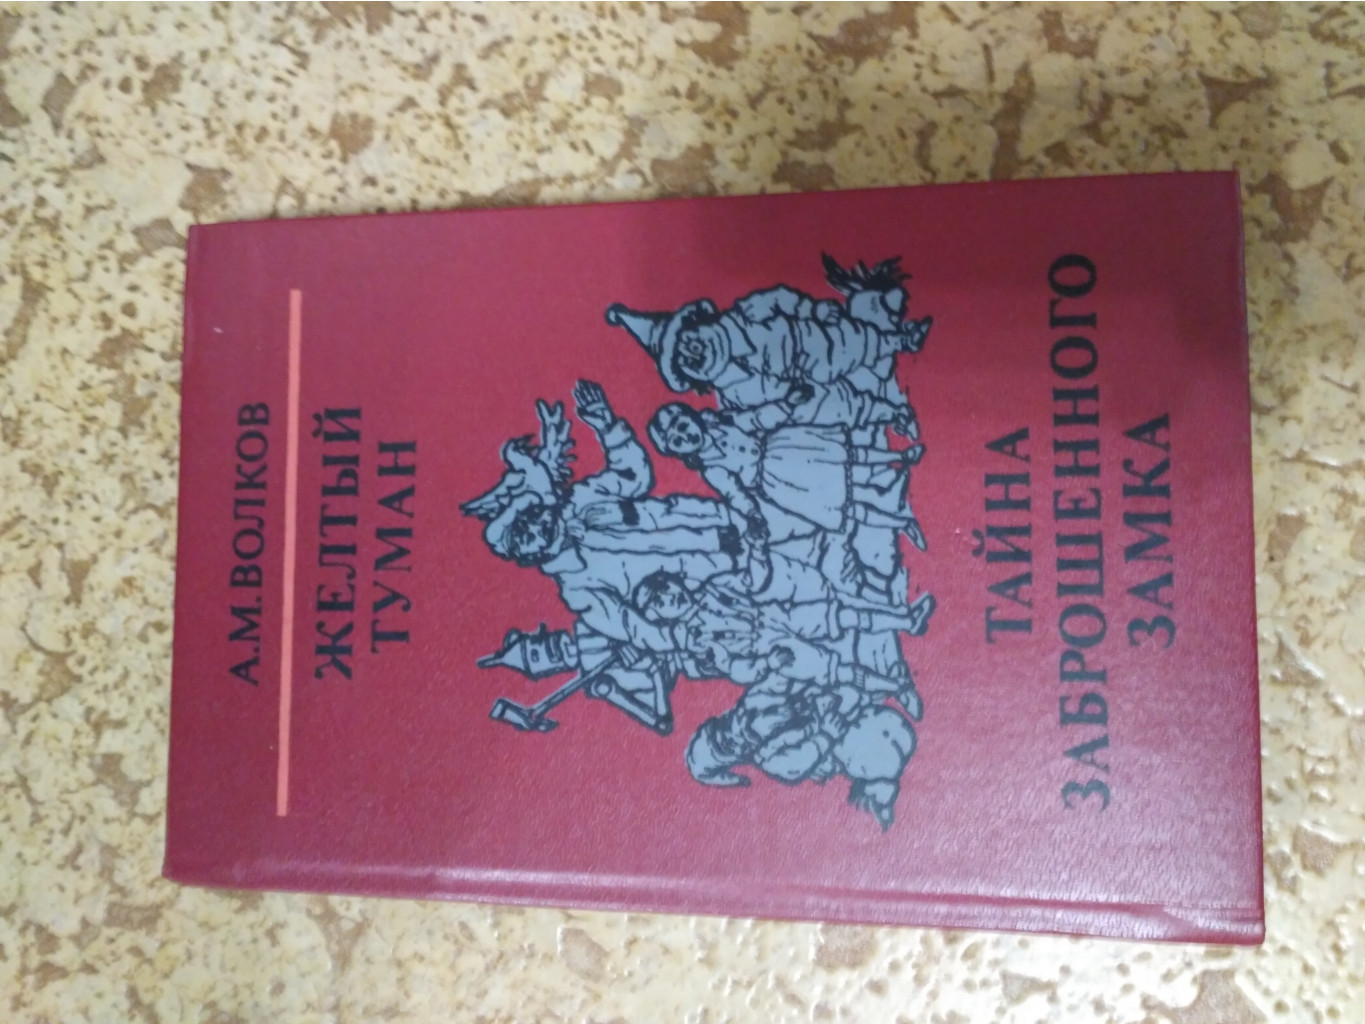 А.М.ВОЛКОВ
ЖЕЛТЫЙ
ТУМАН
ТАЙНА
ЗАБРОШЕННОГО
ЗАМКА